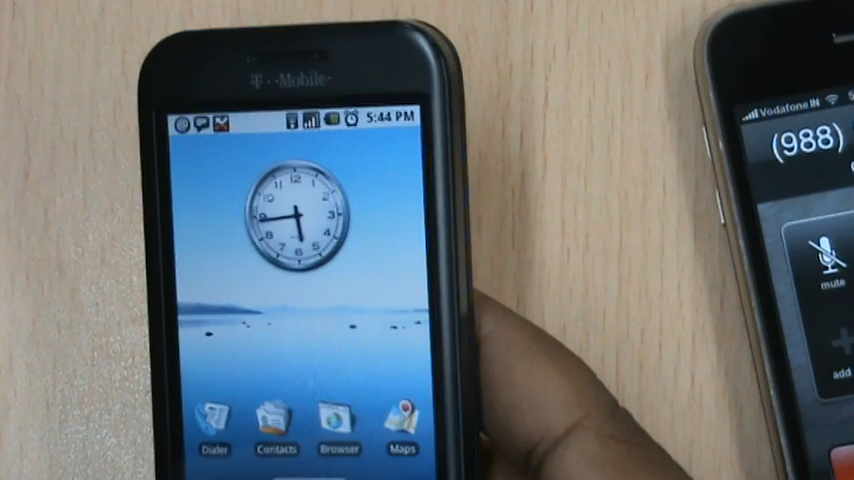 T··Mobile·
5:44 PM
12
11 1
10 2
9 3
8 4
7 5
6
Dialer Contacts Browser Maps
Vodafone IN
(988)
mute
add